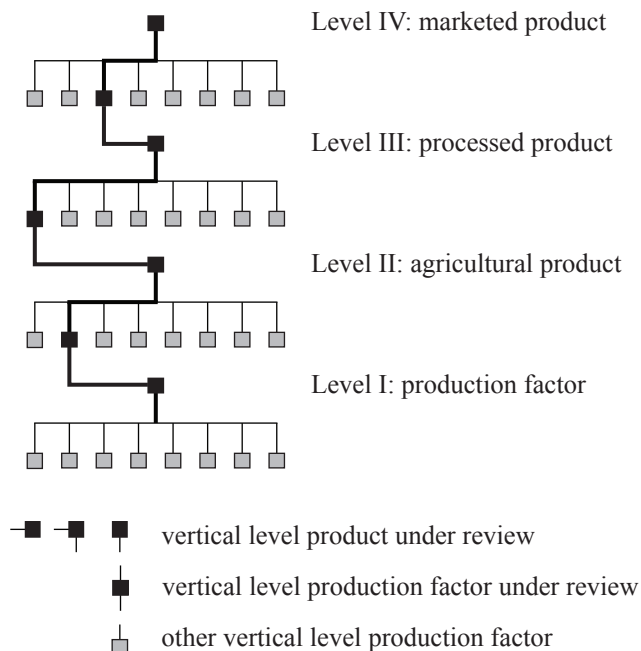 Level IV: marketed product
Level III: processed product
Level II: agricultural product
Level I: production factor
vertical level product under review
vertical level production factor under review
other vertical level production factor